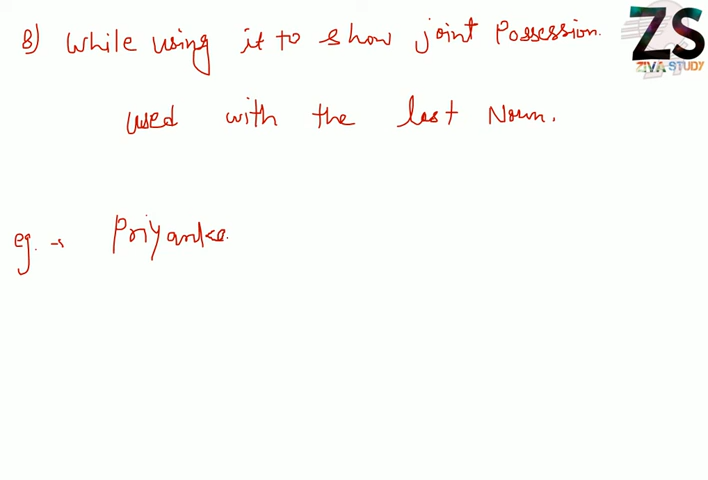 8) While using it to show joint Possession.
ZS
ZIVA STUDY
used with the last Noun.
eg. → Priyanka